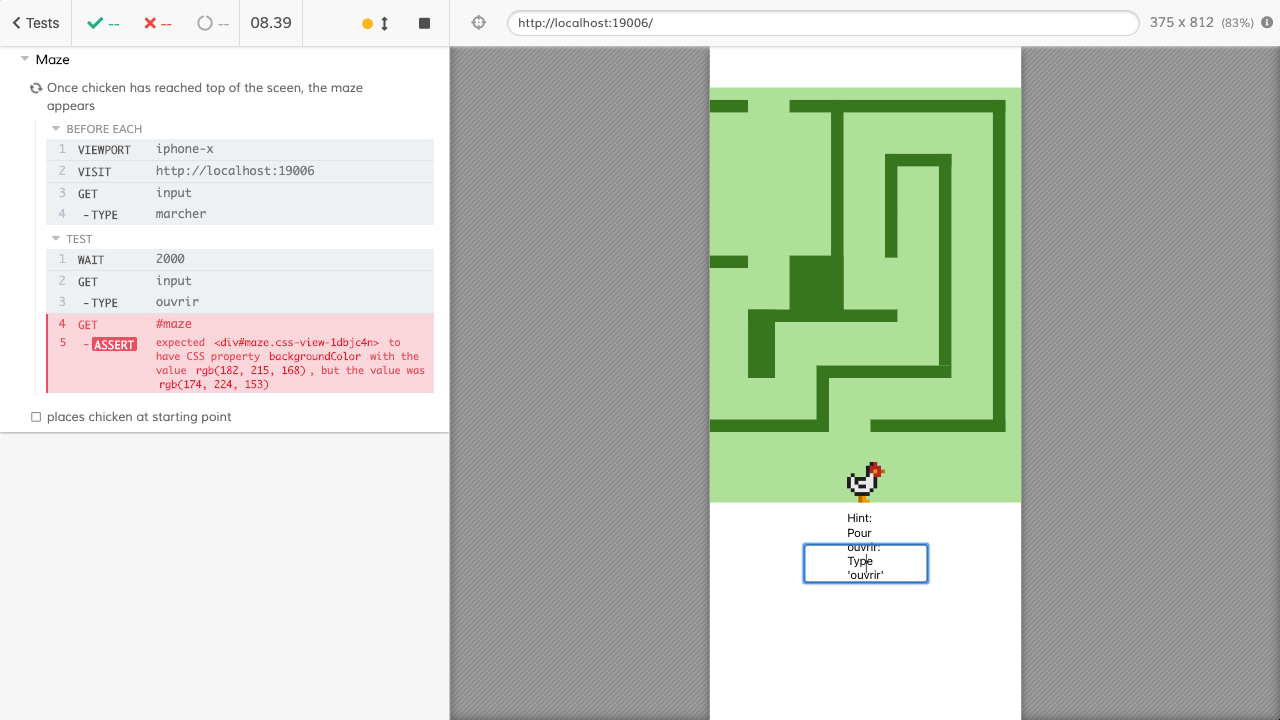 Tests -- -- -- 08.39 http://localhost:19006/ 375 x 812 (83%)
Maze
Once chicken has reached top of the sceen, the maze
appears
BEFORE EACH
1 VIEWPORT iphone-x
2 VISIT http://localhost:19006
3 GET input
4 -TYPE marcher
TEST
1 WAIT 2000
2 GET input
3 -TYPE ouvrir
4 GET #maze
5 -ASSERT expected <div#maze.css-view-1dbjc4n> to
have CSS property backgroundColor with the
value rgb(182, 215, 168), but the value was
rgb(174, 224, 153)
places chicken at starting point
Hint:
Pour
ouvrir:
Type
'ouvrir'